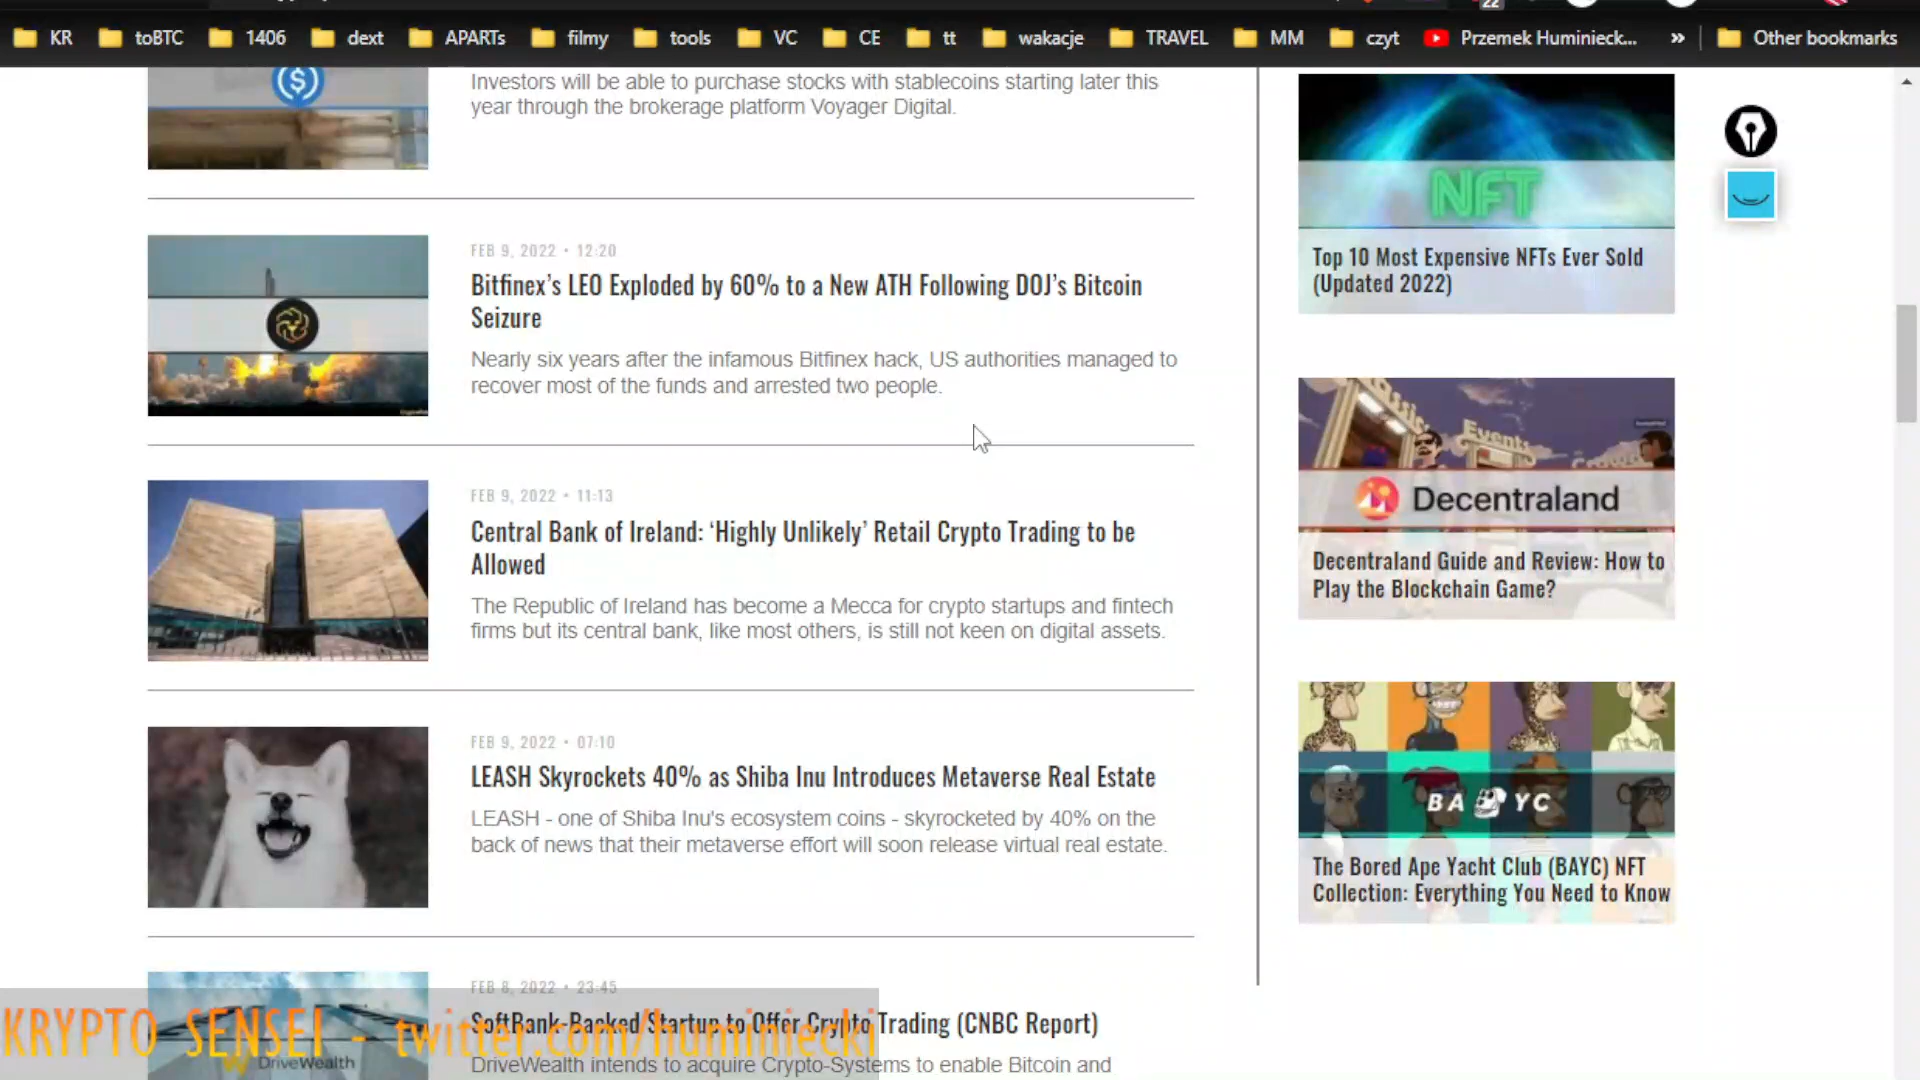 22
KR
toBTC
1406
dext
APARTs
filmy
tools
VC
CE
tt
wakacje
TRAVEL
MM
czyt
Przemek Huminieck...
»
Other bookmarks
Investors will be able to purchase stocks with stablecoins starting later this
year through the brokerage platform Voyager Digital.
FEB 9, 2022 • 12:20
Bitfinex’s LEO Exploded by 60% to a New ATH Following DOJ’s Bitcoin
Seizure
Nearly six years after the infamous Bitfinex hack, US authorities managed to
recover most of the funds and arrested two people.
FEB 9, 2022 • 11:13
Central Bank of Ireland: ‘Highly Unlikely’ Retail Crypto Trading to be
Allowed
The Republic of Ireland has become a Mecca for crypto startups and fintech
firms but its central bank, like most others, is still not keen on digital assets.
FEB 9, 2022 • 07:10
LEASH Skyrockets 40% as Shiba Inu Introduces Metaverse Real Estate
LEASH - one of Shiba Inu's ecosystem coins - skyrocketed by 40% on the
back of news that their metaverse effort will soon release virtual real estate.
FEB 8, 2022 • 23:45
SoftBank-Backed Startup to Offer Crypto Trading (CNBC Report)
DriveWealth intends to acquire Crypto-Systems to enable Bitcoin and
DriveWealth
KRYPTO SENSEI - twitter.com/huminiecki
NFT
Top 10 Most Expensive NFTs Ever Sold
(Updated 2022)
Events
Decentraland
Decentraland Guide and Review: How to
Play the Blockchain Game?
BA YC
The Bored Ape Yacht Club (BAYC) NFT
Collection: Everything You Need to Know